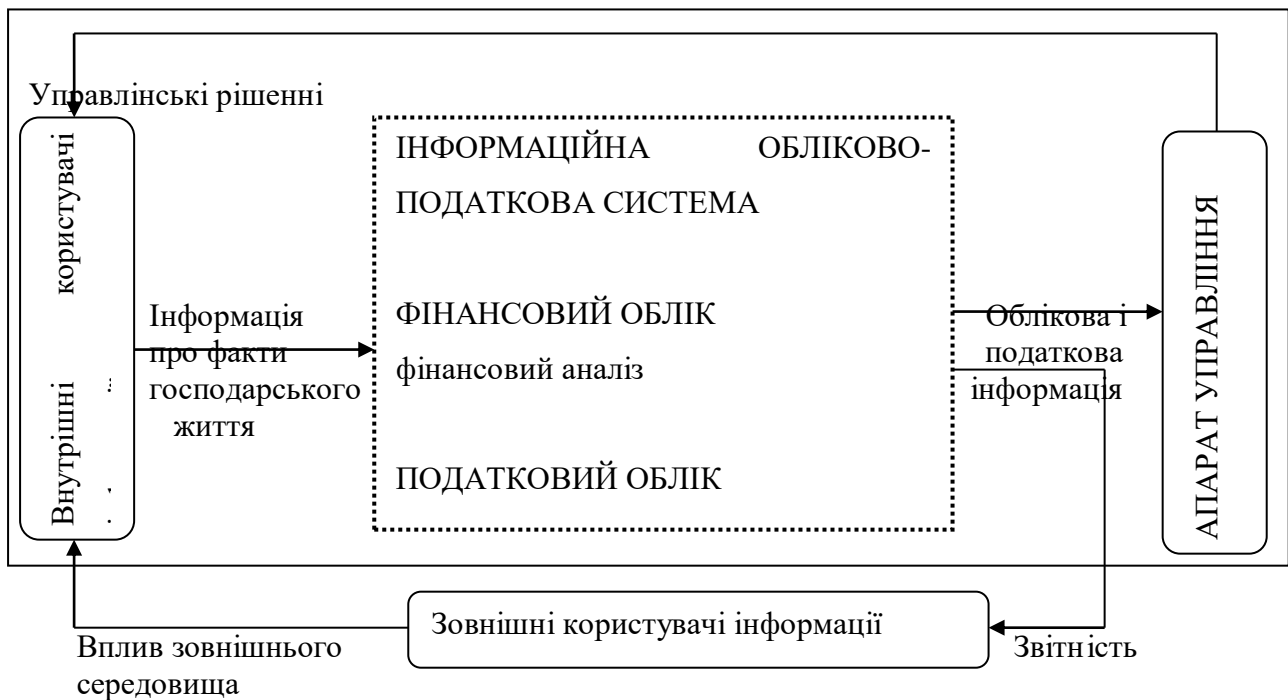 Управлінські рішенні
Внутрішні користувачі
ІНФОРМАЦІЙНА ОБЛІКОВО-
ПОДАТКОВА СИСТЕМА
ФІНАНСОВИЙ ОБЛІК
фінансовий аналіз
ПОДАТКОВИЙ ОБЛІК
Інформація
про факти
господарського
життя
Облікова і
податкова
інформація
АПАРАТ УПРАВЛІННЯ
Зовнішні користувачі інформації
Звітність
Вплив зовнішнього
середовища